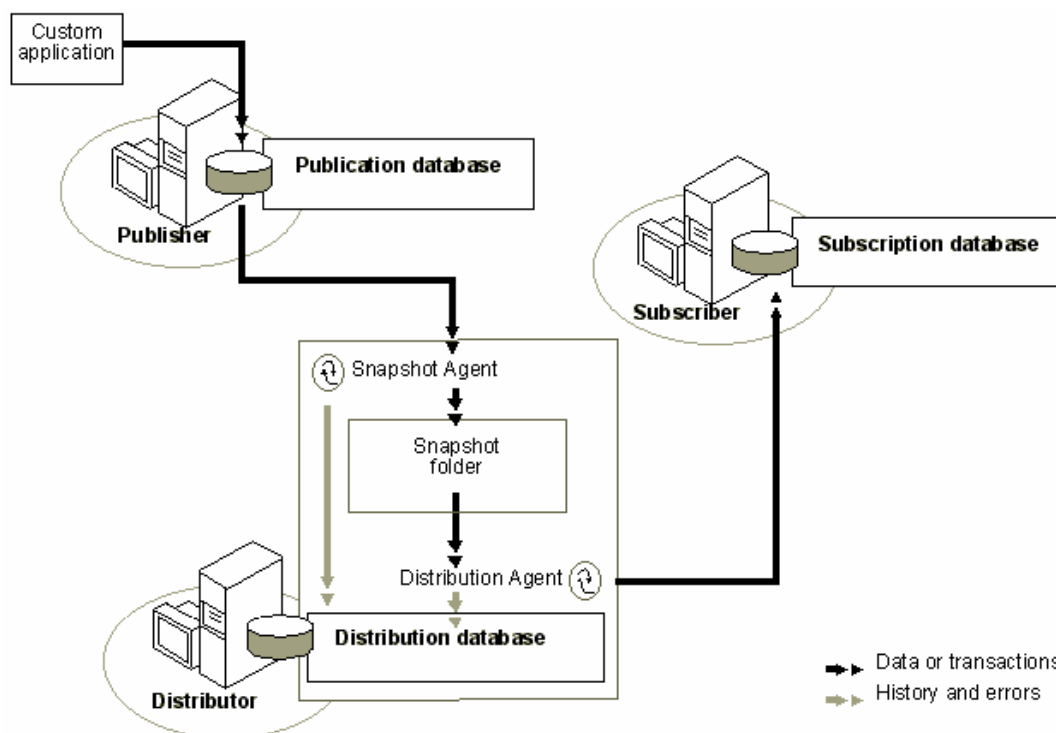 Custom
application
Publication database
Publisher
Subscription database
Subscriber
Snapshot Agent
Snapshot
folder
Distribution Agent
Distribution database
Distributor
Data or transactions
History and errors